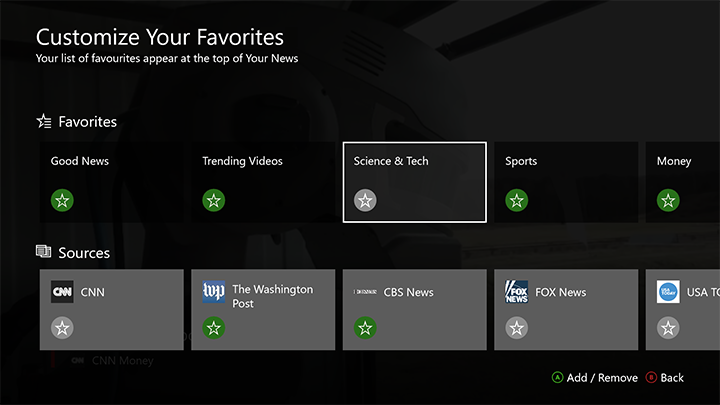 Customize Your Favorites
Your list of favourites appear at the top of Your News
Favorites
Good News
Trending Videos
Science & Tech
Sports
Money
Sources
CNN
CNN
wp
The Washington
Post
CBS News
FOX
NEWS
FOX News
USA
TODAY
USA TO
CNN Money
A Add / Remove
B Back